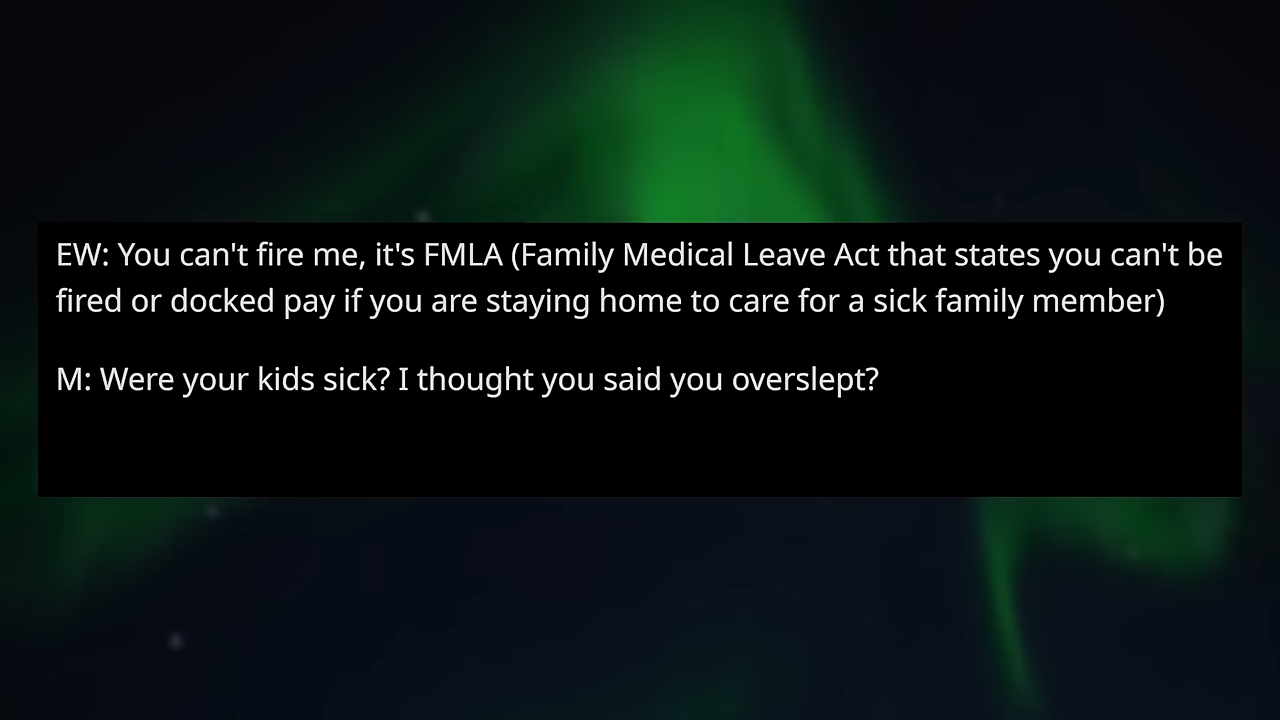 EW: You can't fire me, it's FMLA (Family Medical Leave Act that states you can't be
fired or docked pay if you are staying home to care for a sick family member)
M: Were your kids sick? I thought you said you overslept?